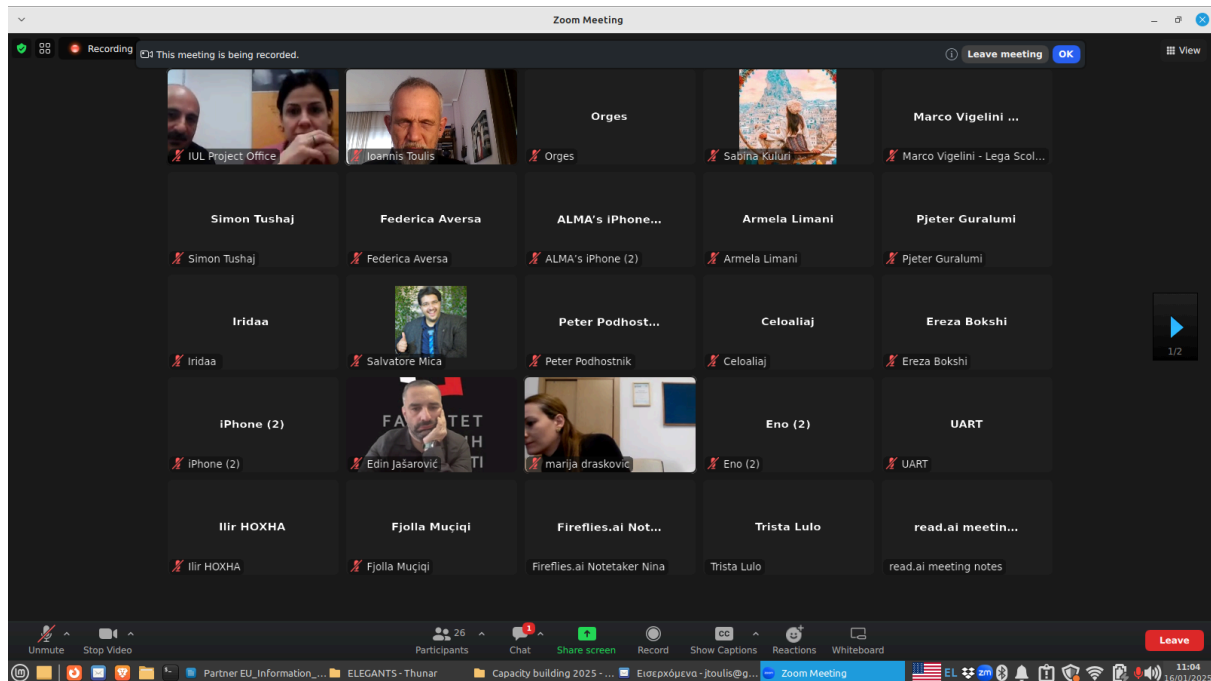 Zoom Meeting
Recording
This meeting is being recorded.
Leave meeting
OK
View
IUL Project Office
Ioannis Toulis
Orges
Orges
Sabina Kuluri
Marco Vigelini ...
Marco Vigelini - Lega Scol...
Simon Tushaj
Simon Tushaj
Federica Aversa
Federica Aversa
ALMA's iPhone...
ALMA's iPhone (2)
Armela Limani
Armela Limani
Pjeter Guralumi
Pjeter Guralumi
Iridaa
Iridaa
Salvatore Mica
Peter Podhost...
Peter Podhostnik
Celoaliaj
Celoaliaj
Ereza Bokshi
Ereza Bokshi
1/2
iPhone (2)
iPhone (2)
Edin Jašarović
marija draskovic
Eno (2)
Eno (2)
UART
UART
Ilir HOXHA
Ilir HOXHA
Fjolla Muçiqi
Fjolla Muçiqi
Fireflies.ai Not...
Fireflies.ai Notetaker Nina
Trista Lulo
Trista Lulo
read.ai meetin...
read.ai meeting notes
Unmute
Stop Video
26
Participants
1
Chat
Share screen
Record
CC
Show Captions
Reactions
Whiteboard
Leave
Partner EU_Information_...
ELEGANTS - Thunar
Capacity building 2025 - ...
Εισερχόμενα - jtoulis@g...
Zoom Meeting
EL
zm
11:04
16/01/2025